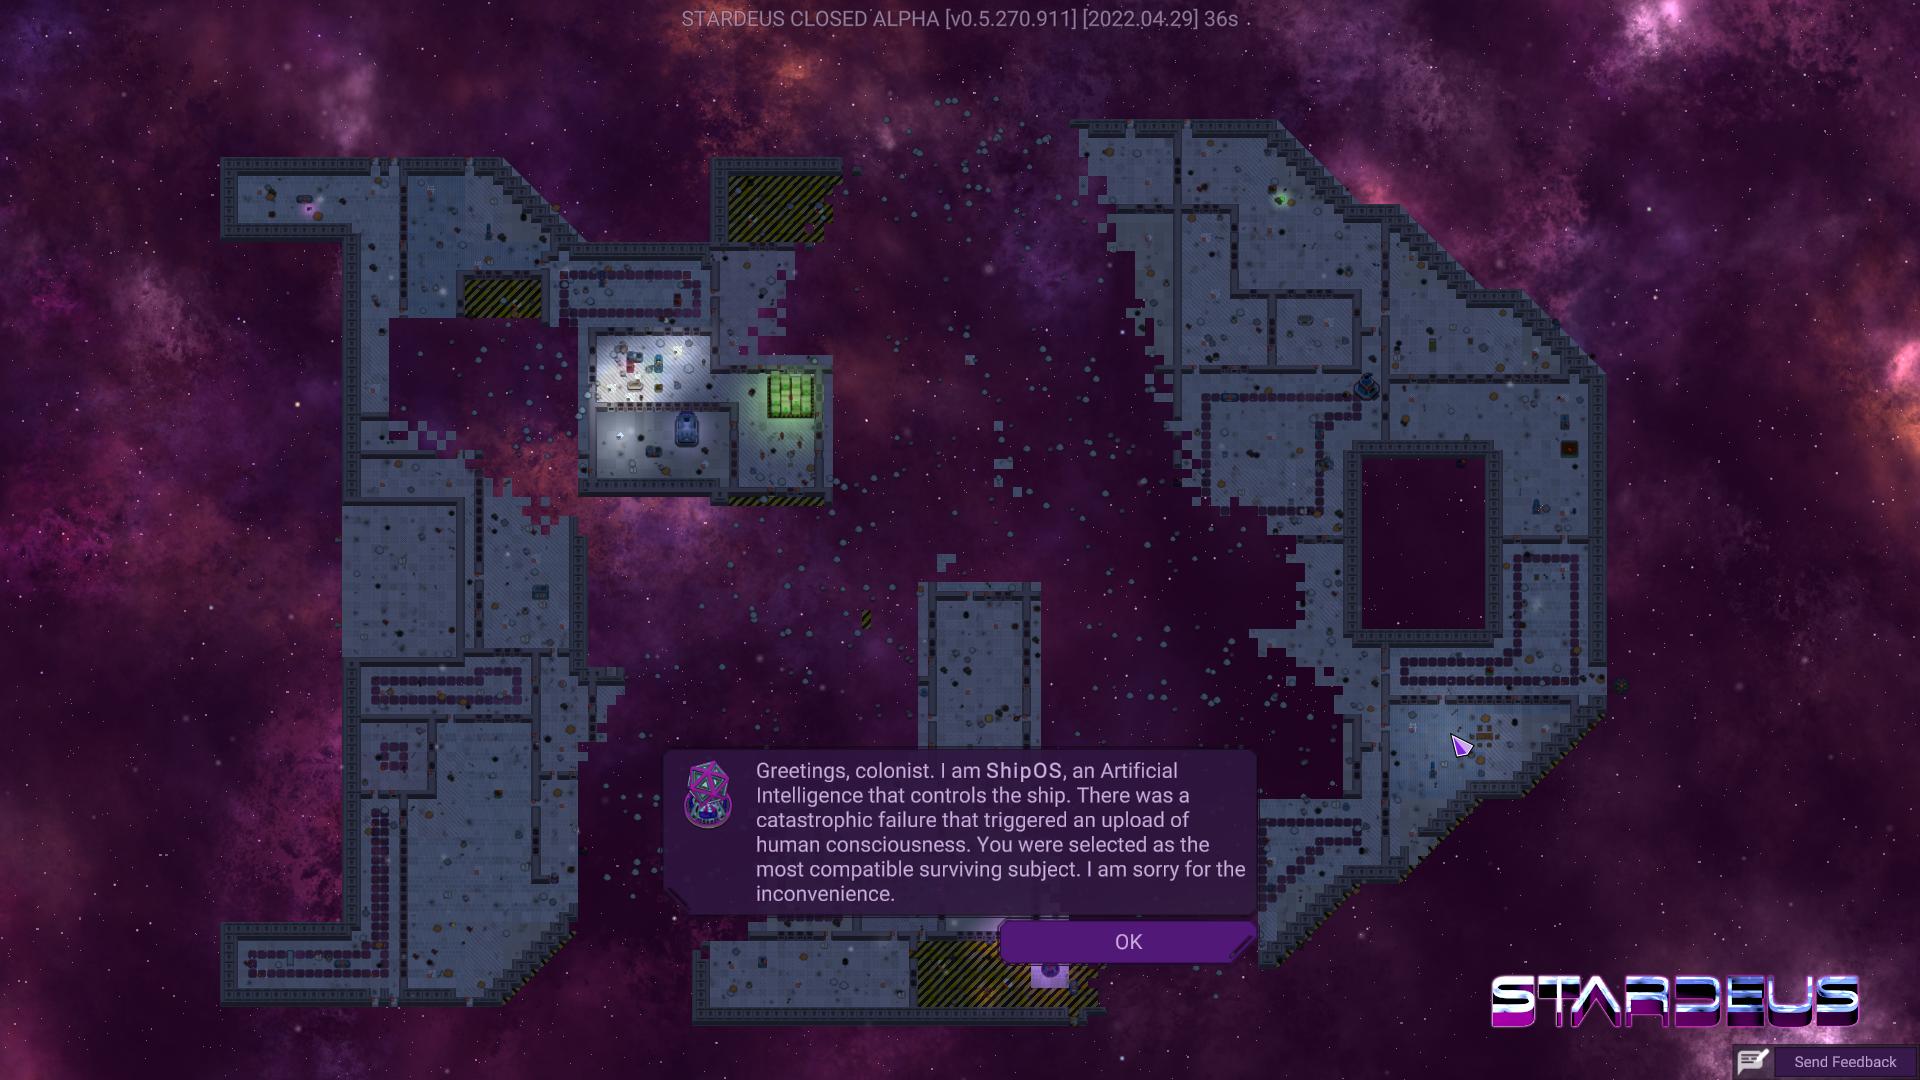 STARDEUS CLOSED ALPHA [v0.5.270.911] [2022.04.29] 36s
Greetings, colonist. I am ShipOS, an Artificial
Intelligence that controls the ship. There was a
catastrophic failure that triggered an upload of
human consciousness. You were selected as the
most compatible surviving subject. I am sorry for the
inconvenience.
OK
STARDEUS
Send Feedback